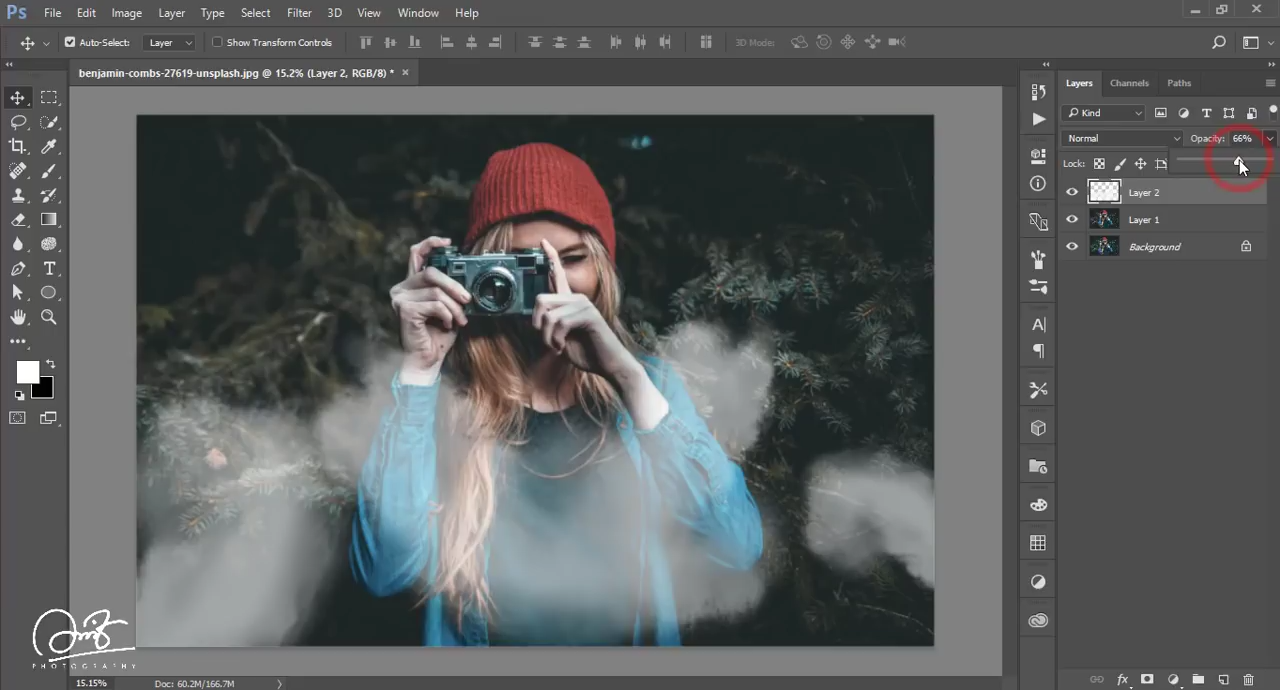 Ps File Edit Image Layer Type Select Filter 3D View Window Help
Auto-Select: Layer Show Transform Controls 3D Mode:
benjamin-combs-27619-unsplash.jpg @ 15.2% (Layer 2, RGB/8) *
Layers Channels Paths
Kind
Normal Opacity: 66%
Lock:
Layer 2
Layer 1
Background
PHOTOGRAPHY
15.15% Doc: 60.2M/166.7M